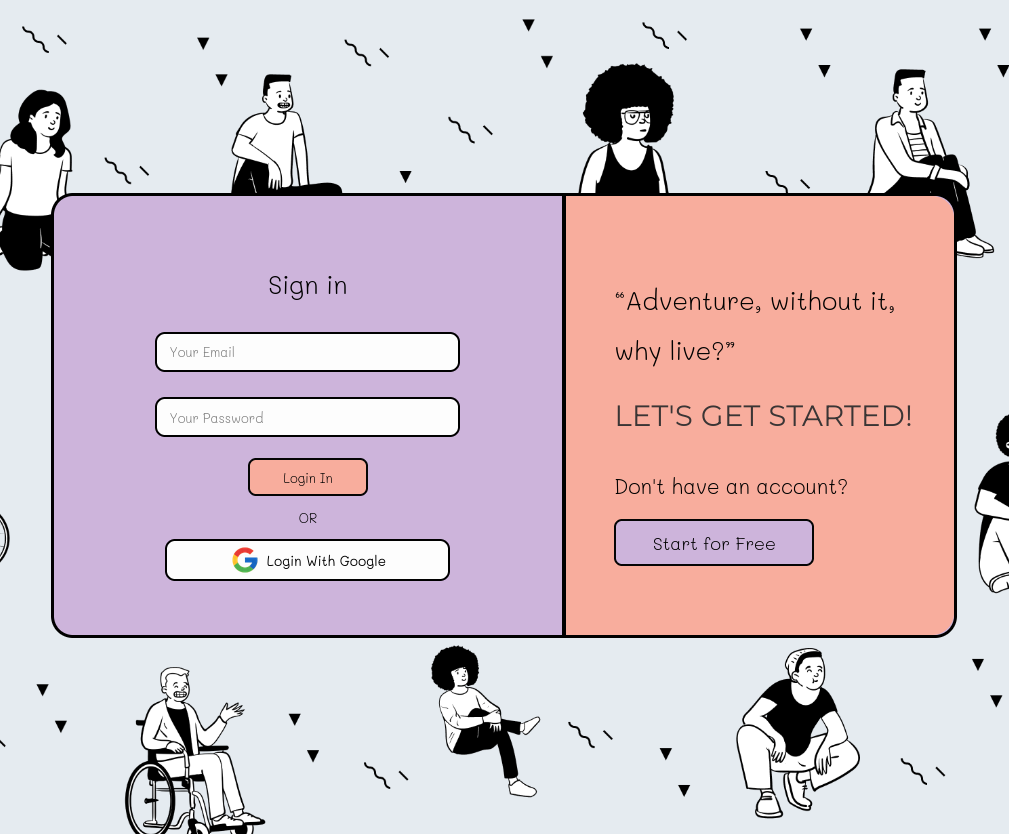 Sign in
Your Email
Your Password
Login In
OR
Login With Google
“Adventure, without it,
why live?”
LET'S GET STARTED!
Don't have an account?
Start for Free